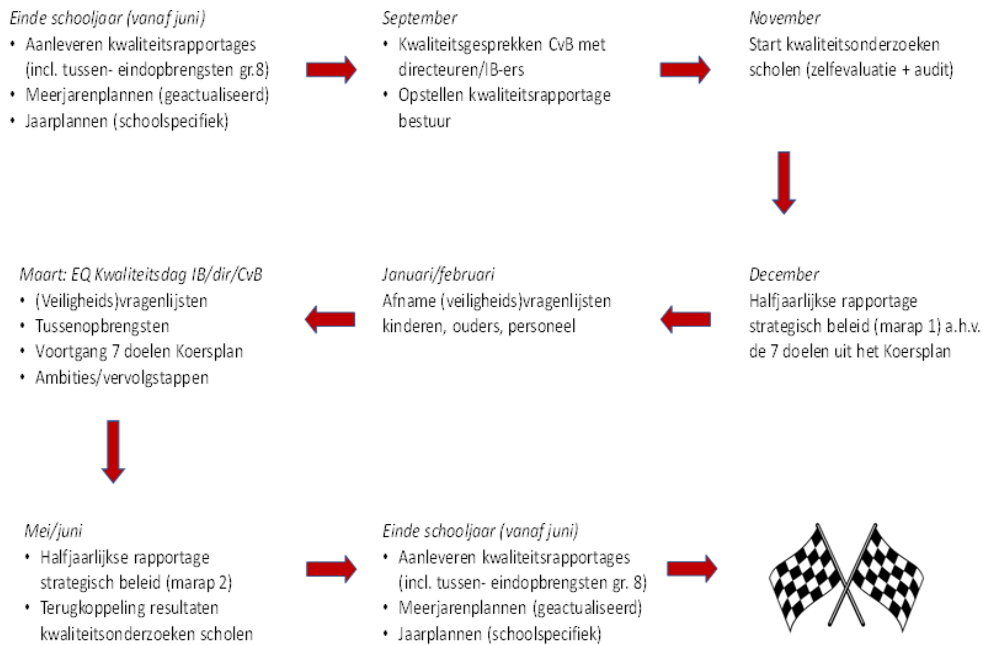 Einde schooljaar (vanaf juni)
• Aanleveren kwaliteitsrapportages
(incl. tussen- eindopbrengsten gr.8)
• Meerjarenplannen (geactualiseerd)
• Jaarplannen (schoolspecifiek)
September
• Kwaliteitsgesprekken CvB met
directeuren/IB-ers
• Opstellen kwaliteitsrapportage
bestuur
November
Start kwaliteitsonderzoeken
scholen (zelfevaluatie + audit)
December
Halfjaarlijkse rapportage
strategisch beleid (marap 1) a.h.v.
de 7 doelen uit het Koersplan
Januari/februari
Afname (veiligheids)vragenlijsten
kinderen, ouders, personeel
Maart: EQ Kwaliteitsdag IB/dir/CvB
• (Veiligheids)vragenlijsten
• Tussenopbrengsten
• Voortgang 7 doelen Koersplan
• Ambities/vervolgstappen
Mei/juni
• Halfjaarlijkse rapportage
strategisch beleid (marap 2)
• Terugkoppeling resultaten
kwaliteitsonderzoeken scholen
Einde schooljaar (vanaf juni)
• Aanleveren kwaliteitsrapportages
(incl. tussen- eindopbrengsten gr. 8)
• Meerjarenplannen (geactualiseerd)
• Jaarplannen (schoolspecifiek)